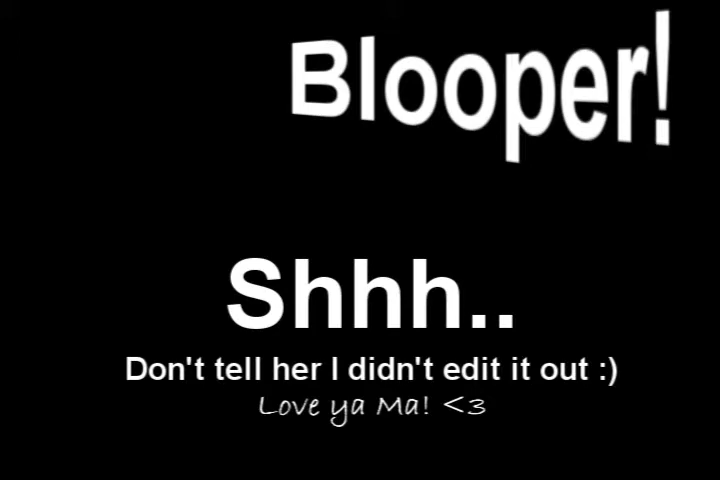 Blooper!
Shhh..
Don't tell her I didn't edit it out :)
Love ya Ma! <3